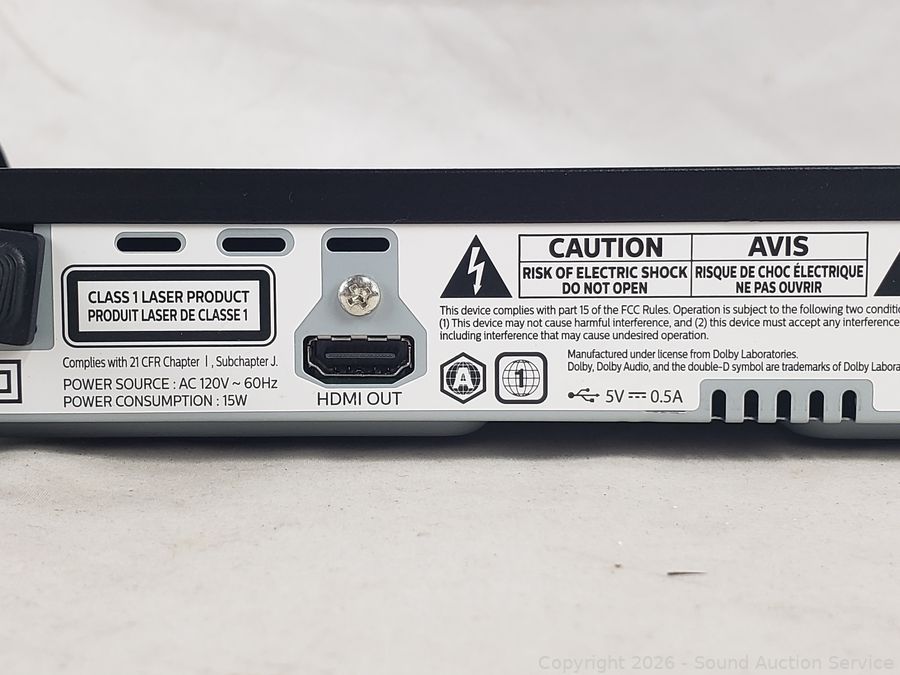 CLASS 1 LASER PRODUCT
PRODUIT LASER DE CLASSE 1
Complies with 21 CFR Chapter I , Subchapter J.
POWER SOURCE : AC 120V ~ 60Hz
POWER CONSUMPTION : 15W
HDMI OUT
CAUTION
RISK OF ELECTRIC SHOCK
DO NOT OPEN
AVIS
RISQUE DE CHOC ÉLECTRIQUE
NE PAS OUVRIR
This device complies with part 15 of the FCC Rules. Operation is subject to the following two
(1) This device may not cause harmful interference, and (2) this device must accept any interference
including interference that may cause undesired operation.
A
1
Manufactured under license from Dolby Laboratories.
Dolby, Dolby Audio, and the double-D symbol are trademarks of Dolby
5V ⎓ 0.5A
Copyright 2026 - Sound Auction Service